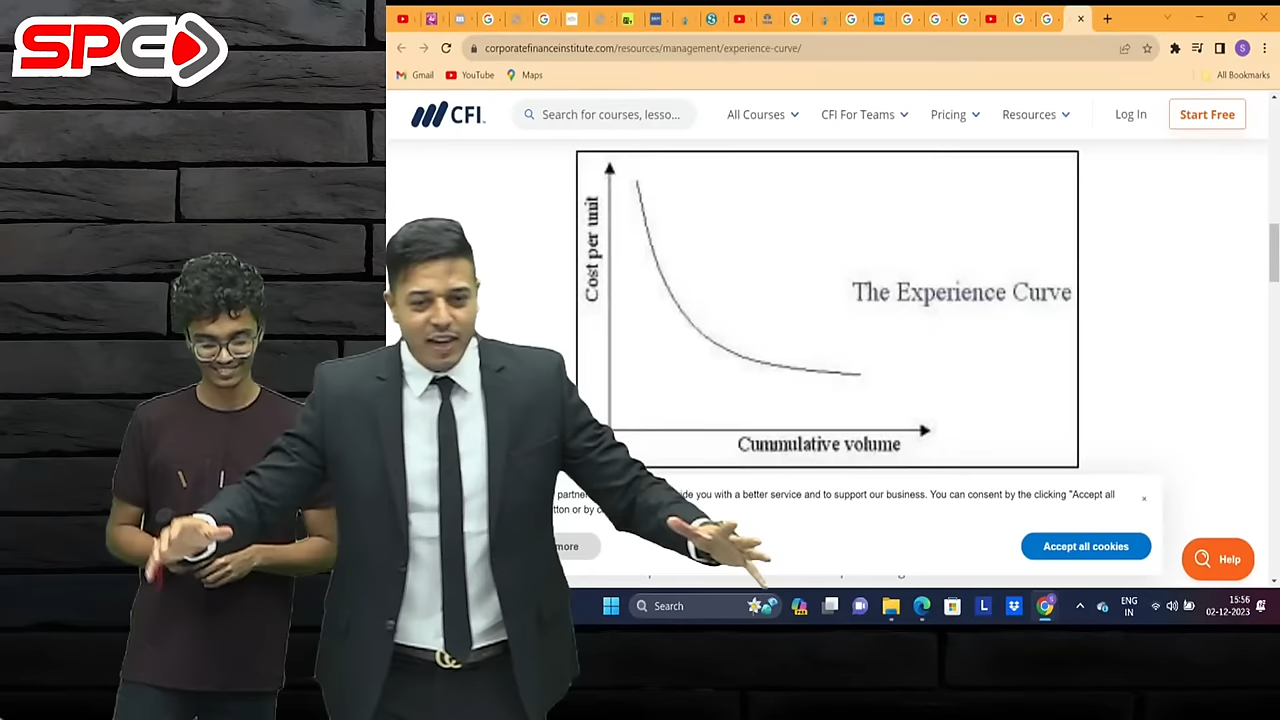 SPED
corporatefinanceinstitute.com/resources/management/experience-curve/
S
Gmail YouTube Maps All Bookmarks
CFI Search for courses, lesso... All Courses CFI For Teams Pricing Resources Log In Start Free
Cost per unit
The Experience Curve
Cummulative volume
partner
ide you with a better service and to support our business. You can consent by the clicking "Accept all
tton or by c
more Accept all cookies
Help
Search L ENG 15:56
IN 02-12-2023